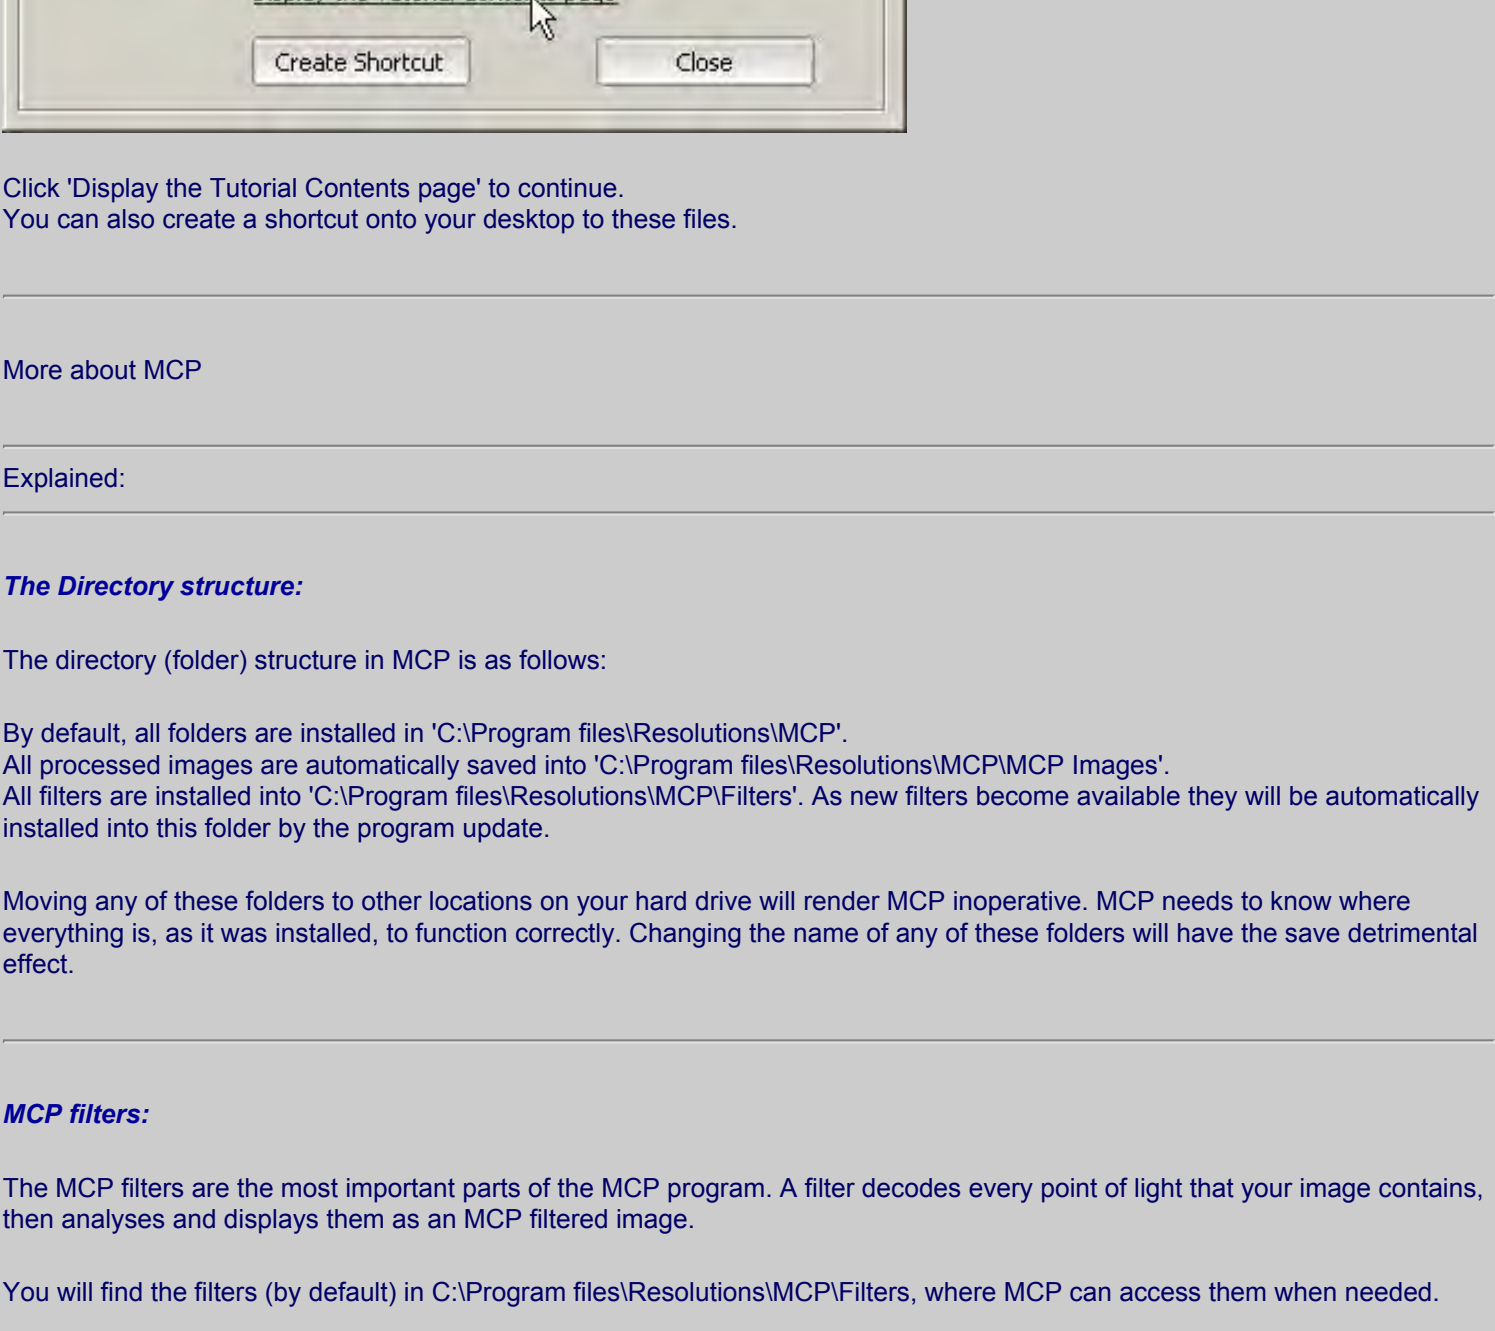 Display the Tutorial Contents page
Create Shortcut
Close
Click 'Display the Tutorial Contents page' to continue.
You can also create a shortcut onto your desktop to these files.
More about MCP
Explained:
The Directory structure:
The directory (folder) structure in MCP is as follows:
By default, all folders are installed in 'C:\Program files\Resolutions\MCP'.
All processed images are automatically saved into 'C:\Program files\Resolutions\MCP\MCP Images'.
All filters are installed into 'C:\Program files\Resolutions\MCP\Filters'. As new filters become available they will be automatically
installed into this folder by the program update.
Moving any of these folders to other locations on your hard drive will render MCP inoperative. MCP needs to know where
everything is, as it was installed, to function correctly. Changing the name of any of these folders will have the save detrimental
effect.
MCP filters:
The MCP filters are the most important parts of the MCP program. A filter decodes every point of light that your image contains,
then analyses and displays them as an MCP filtered image.
You will find the filters (by default) in C:\Program files\Resolutions\MCP\Filters, where MCP can access them when needed.